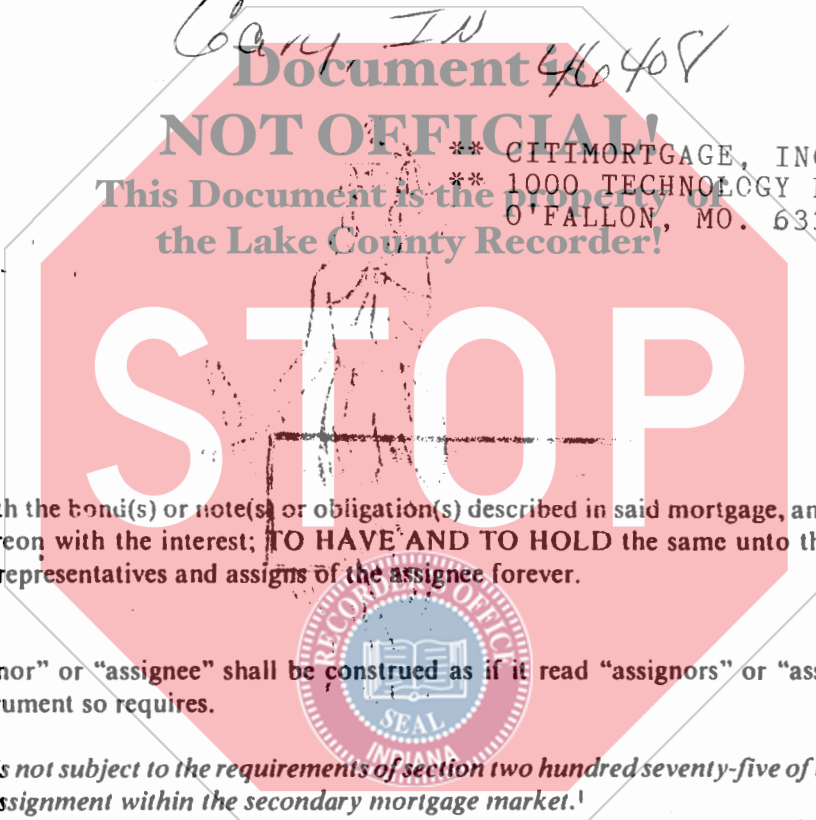 Gary, IN
46408
Document is
NOT OFFICIAL!
** CITIMORTGAGE, INC
This Document is the property of
** 1000 TECHNOLOGY
O'FALLON, MO. 633
the Lake County Recorder!
STOP
th the bond(s) or note(s) or obligation(s) described in said mortgage, an
reon with the interest; TO HAVE AND TO HOLD the same unto th
representatives and assigns of the assignee forever.
RECORDER'S OFFICE
nor” or “assignee” shall be construed as if it read “assignors” or “ass
rument so requires.
SEAL
INDIANA
s not subject to the requirements of section two hundred seventy-five of
ssignment within the secondary mortgage market.¹